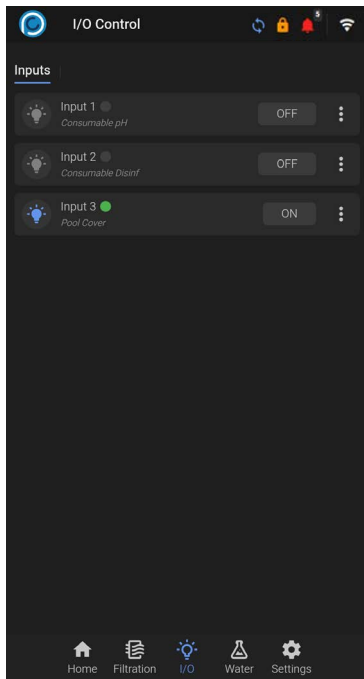 I/O Control
5
Inputs
Input 1
Consumable pH
OFF
Input 2
Consumable Disinf
OFF
Input 3
Pool Cover
ON
Home Filtration I/O Water Settings